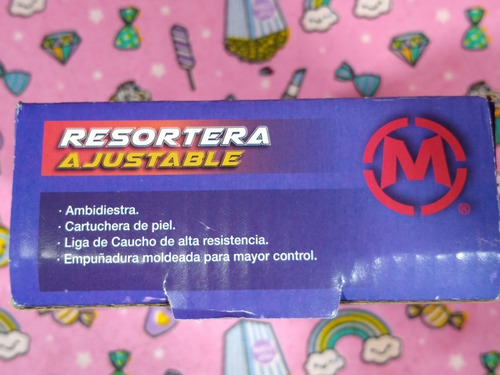 RESORTERA
AJUSTABLE
M
®
· Ambidiestra.
· Cartuchera de piel.
· Liga de Caucho de alta resistencia.
· Empuñadura moldeada para mayor control.